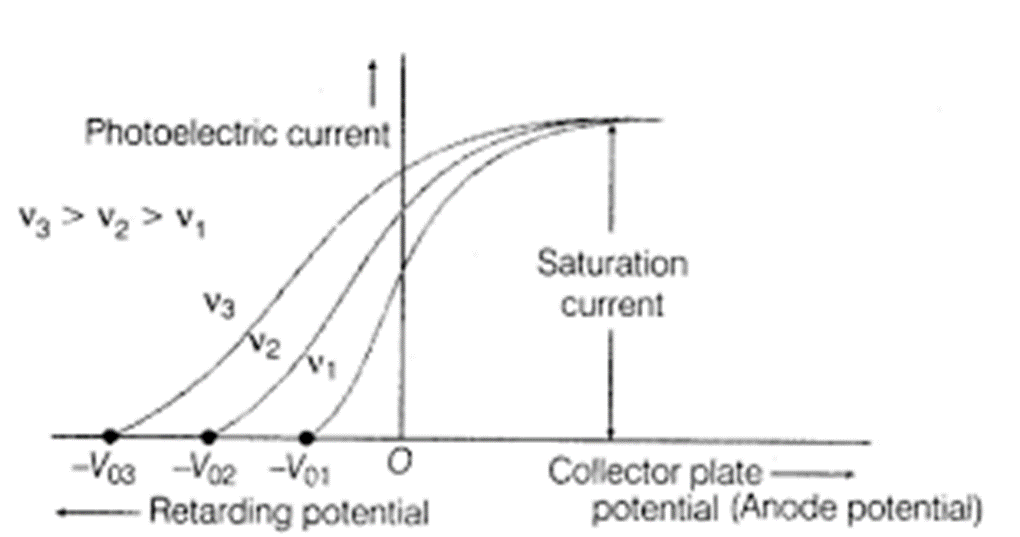 Photoelectric current
ν₃ > ν₂ > ν₁
ν₃
ν₂
ν₁
Saturation
current
–V₀₃
–V₀₂
–V₀₁
O
Collector plate
potential (Anode potential)
Retarding potential